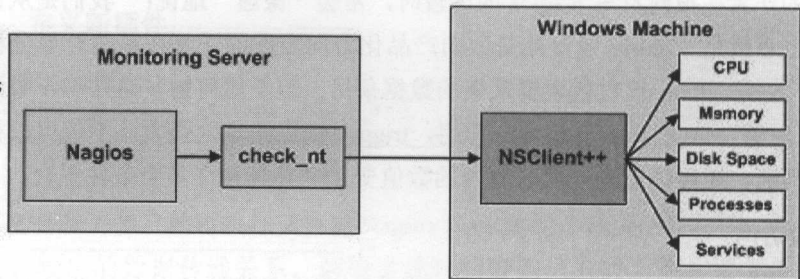 Windows Machine
Monitoring Server
CPU
Memory
Nagios
check_nt
NSClient++
Disk Space
Processes
Services